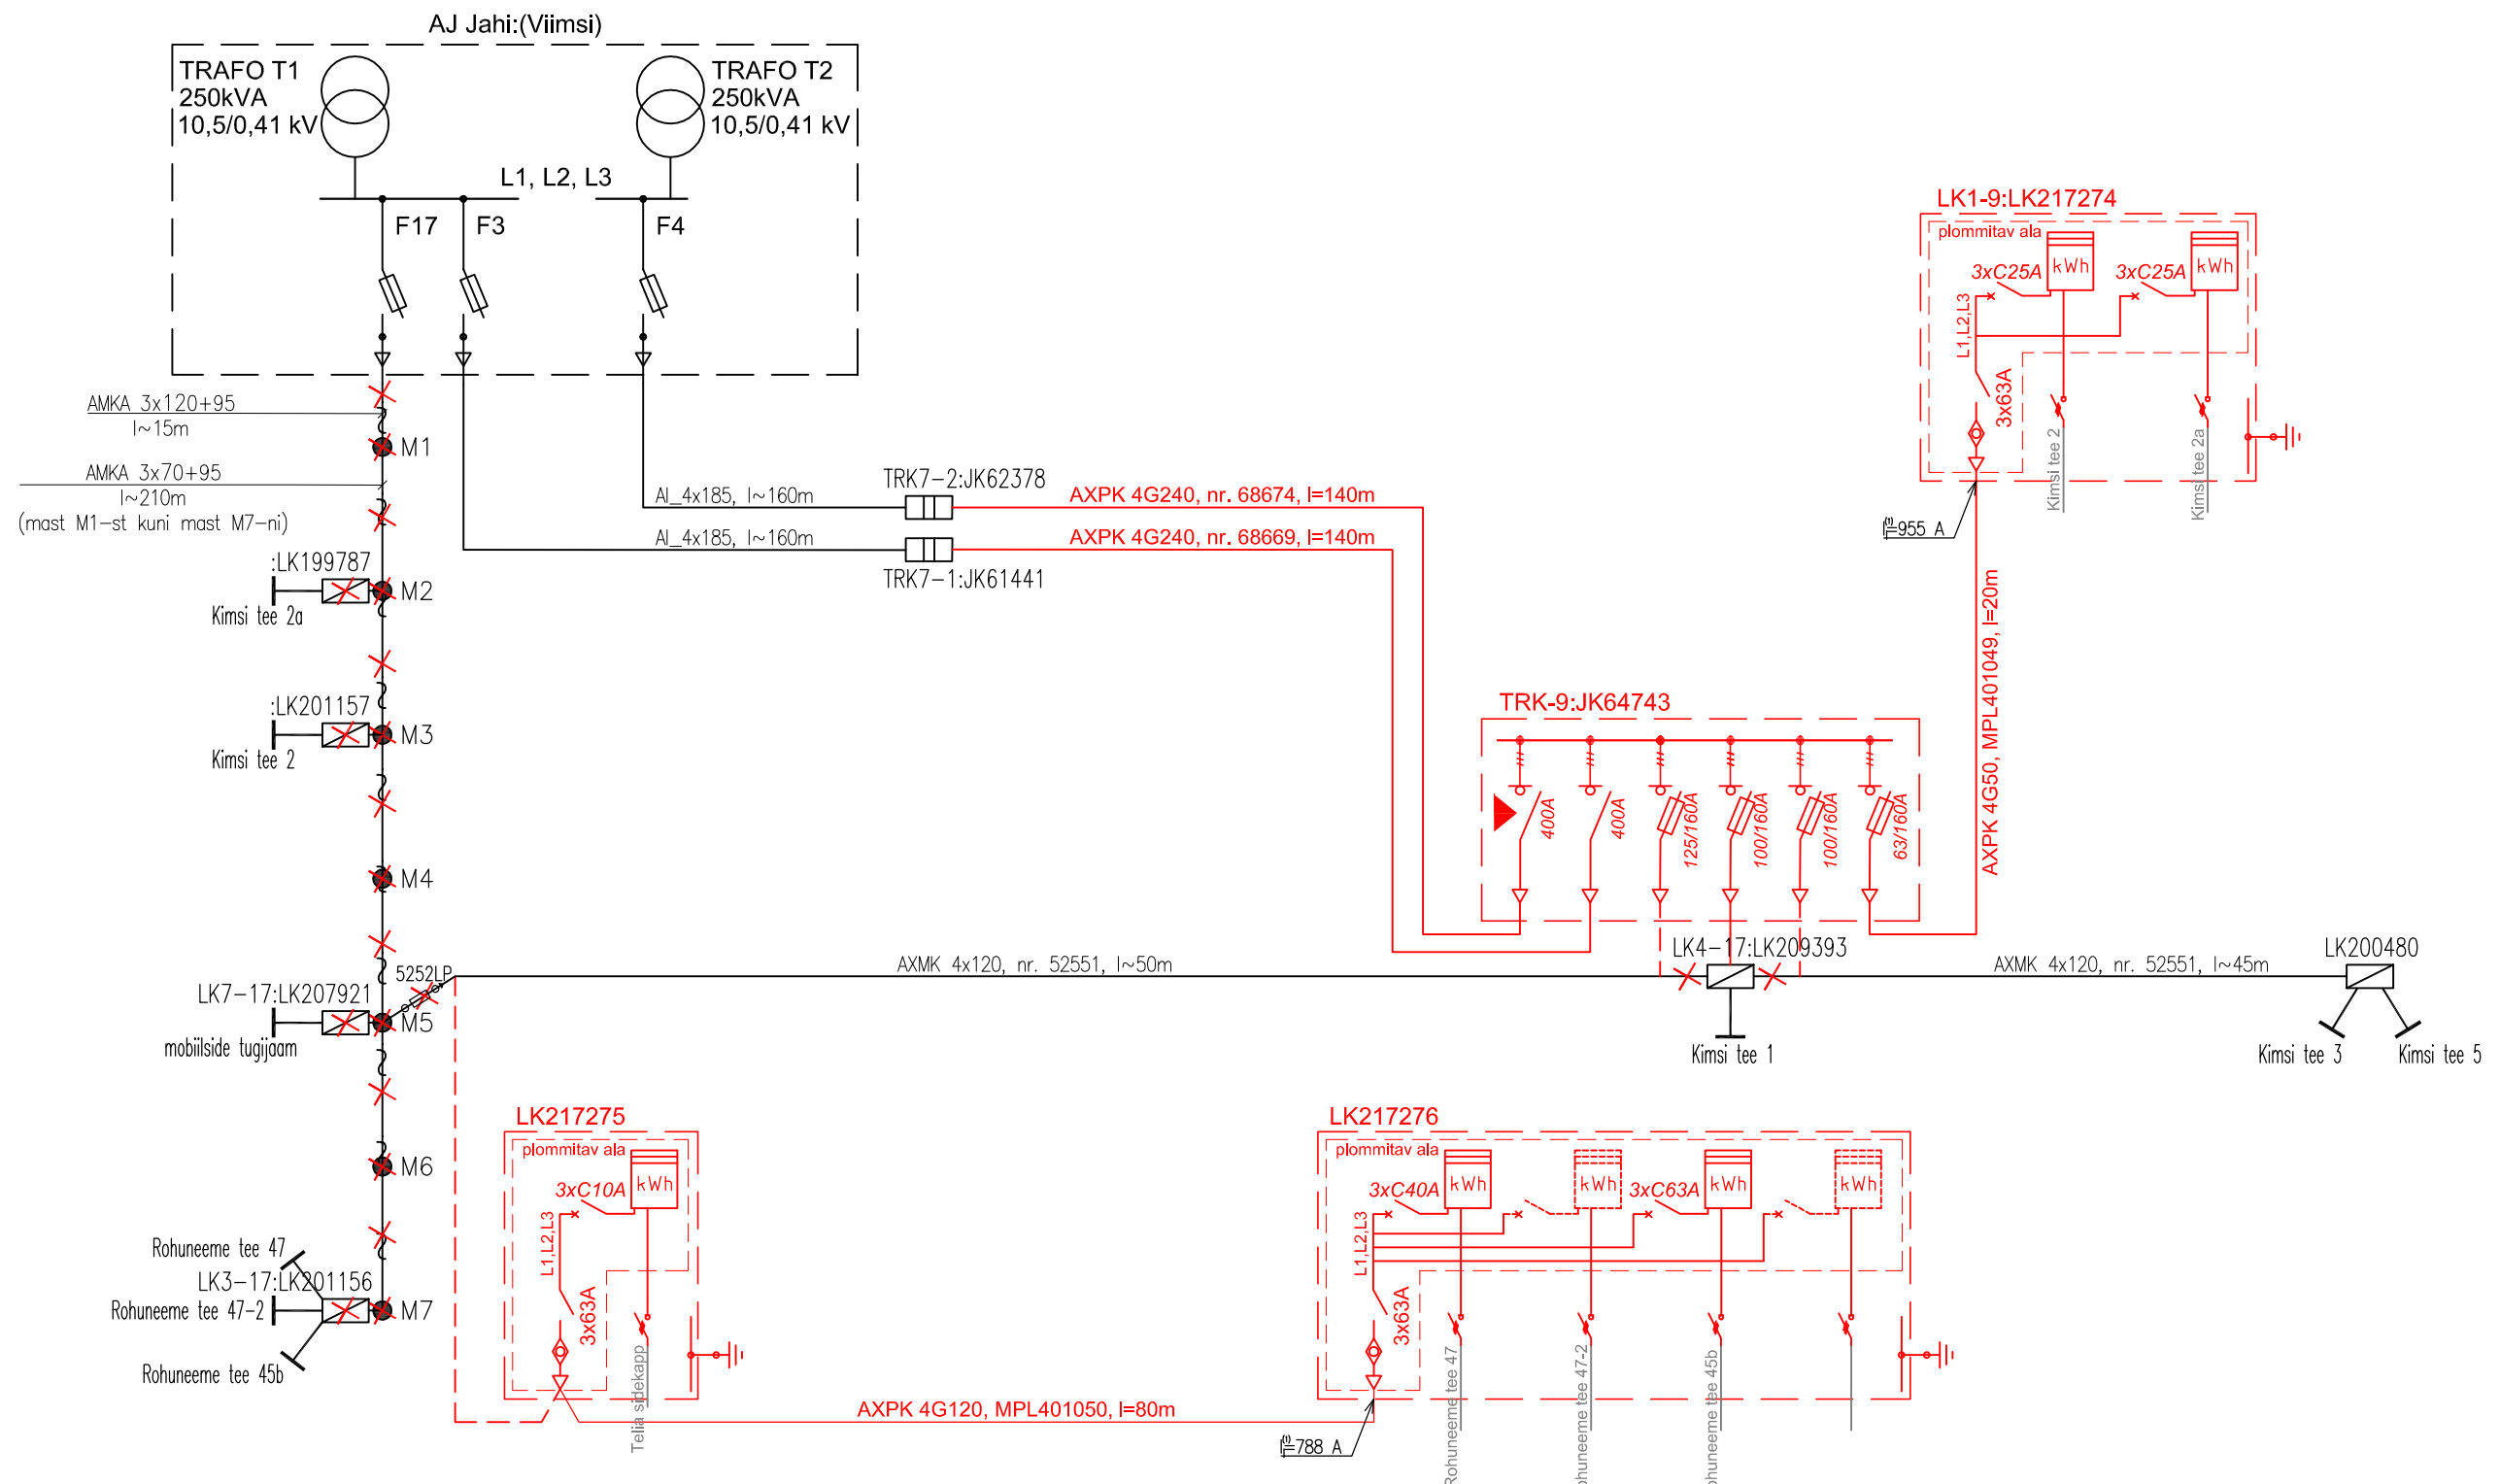 AJ Jahi:(Viimsi)
TRAFO T1
250kVA
10,5/0,41 kV
TRAFO T2
250kVA
10,5/0,41 kV
L1, L2, L3
F17
F3
F4
AMKA 3x120+95
l~15m
M1
AMKA 3x70+95
l~210m
(mast M1-st kuni mast M7-ni)
:LK199787
M2
Kimsi tee 2a
:LK201157
M3
Kimsi tee 2
M4
5252LP
LK7-17:LK207921
M5
mobiilside tugijaam
M6
Rohuneeme tee 47
LK3-17:LK201156
Rohuneeme tee 47-2
M7
Rohuneeme tee 45b
Al_4x185, l~160m
TRK7-2:JK62378
AXPK 4G240, nr. 68674, l=140m
Al_4x185, l~160m
TRK7-1:JK61441
AXPK 4G240, nr. 68669, l=140m
LK1-9:LK217274
plommitav ala
3xC25A
kWh
3xC25A
kWh
L1,L2,L3
3x63A
Kimsi tee 2
Kimsi tee 2a
=955 A
AXPK 4G50, MPL401049, l=20m
TRK-9:JK64743
400A
400A
125/160A
100/160A
100/160A
63/160A
AXMK 4x120, nr. 52551, l~50m
LK4-17:LK209393
Kimsi tee 1
AXMK 4x120, nr. 52551, l~45m
LK200480
Kimsi tee 3
Kimsi tee 5
LK217275
plommitav ala
3xC10A
kWh
L1,L2,L3
3x63A
Telia sidekapp
AXPK 4G120, MPL401050, l=80m
LK217276
plommitav ala
3xC40A
kWh
kWh
3xC63A
kWh
kWh
L1,L2,L3
3x63A
Rohuneeme tee 47
ohuneeme tee 47-2
ohuneeme tee 45b
=788 A